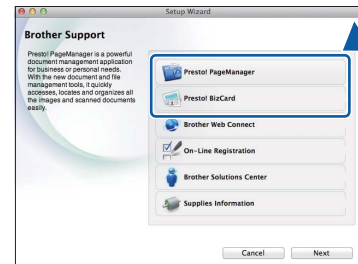 Setup Wizard
Brother Support
Presto! PageManager is a powerful
document management application
for business or personal needs.
With the new document and file
management tools, it quickly
accesses, locates and organizes all
the images and scanned documents
easily.
Presto! PageManager
Presto! BizCard
Brother Web Connect
On-Line Registration
Brother Solutions Center
Supplies Information
Cancel
Next